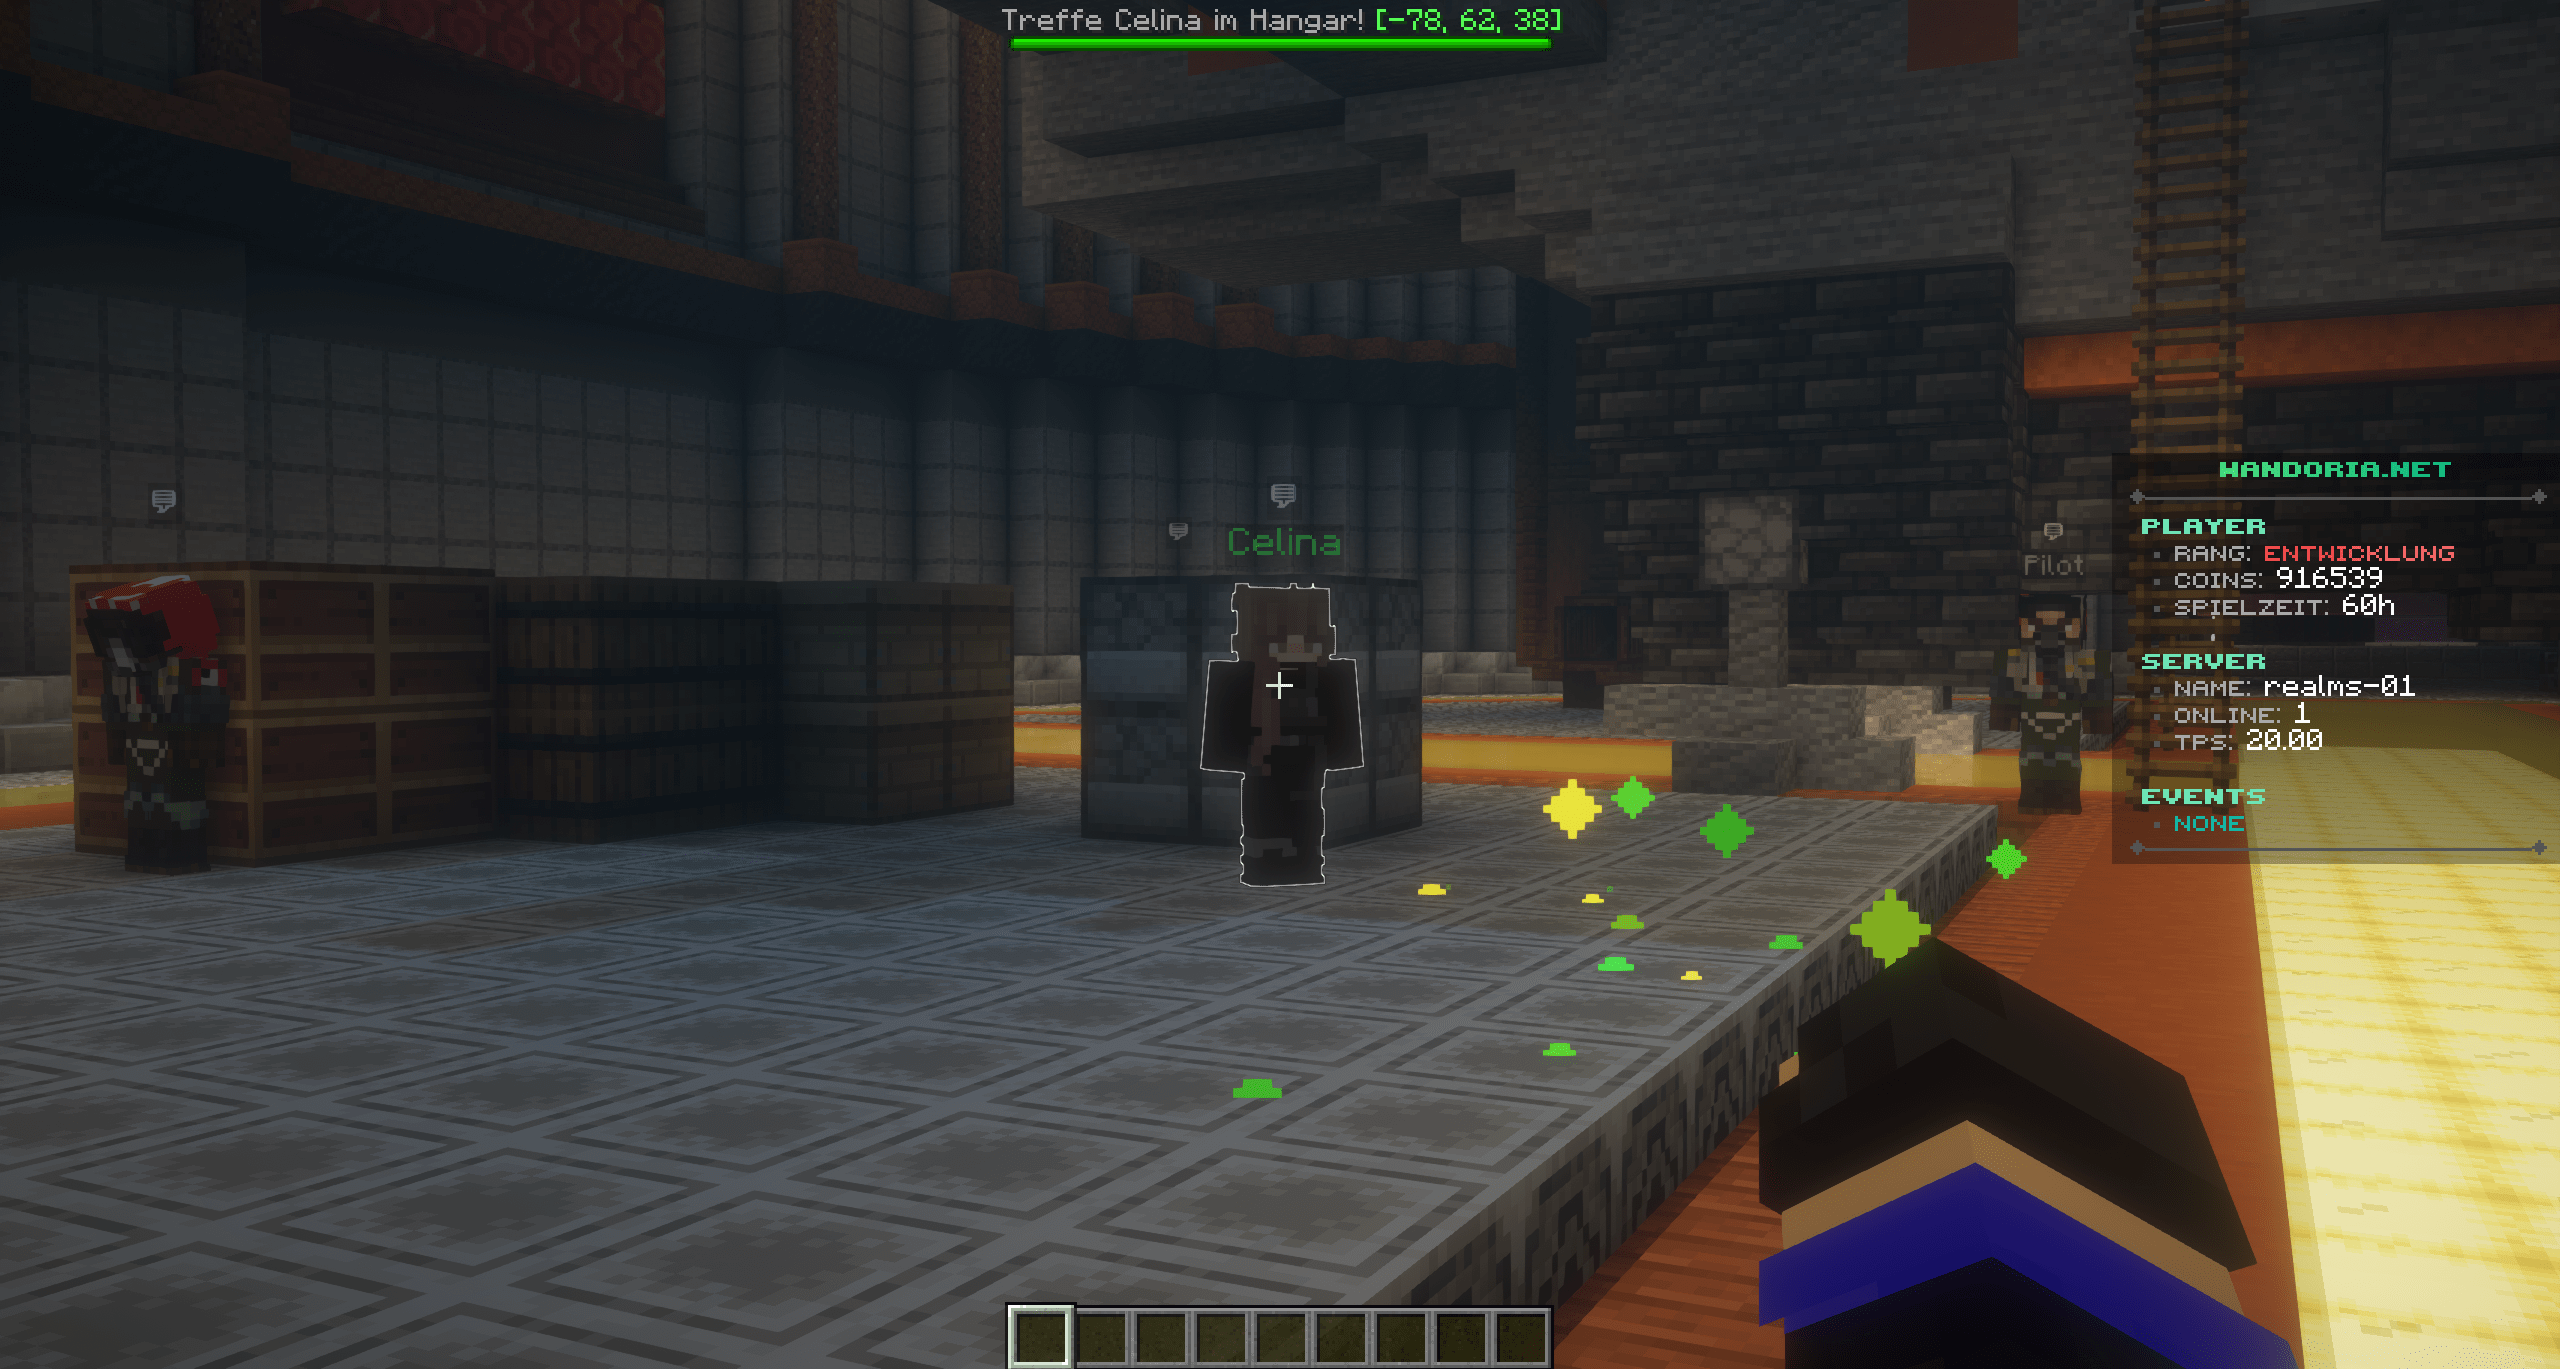 Treffe Celina im Hangar! [-78, 62, 38]
Celina
Pilot
WANDORIA.NET
PLAYER
RANG: ENTWICKLUNG
COINS: 916539
SPIELZEIT: 60h
SERVER
NAME: realms-01
ONLINE: 1
TPS: 20.00
EVENTS
NONE